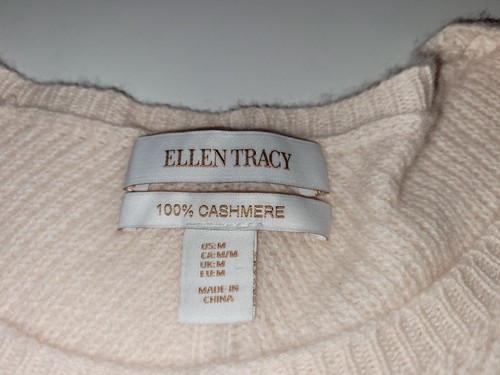 ELLEN TRACY
100% CASHMERE
US:M
CA:M/M
UK:M
EU:M
MADE IN
CHINA